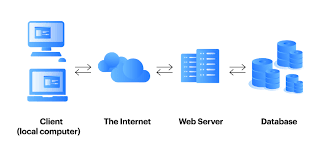 Client
(local computer)
The Internet
Web Server
Database